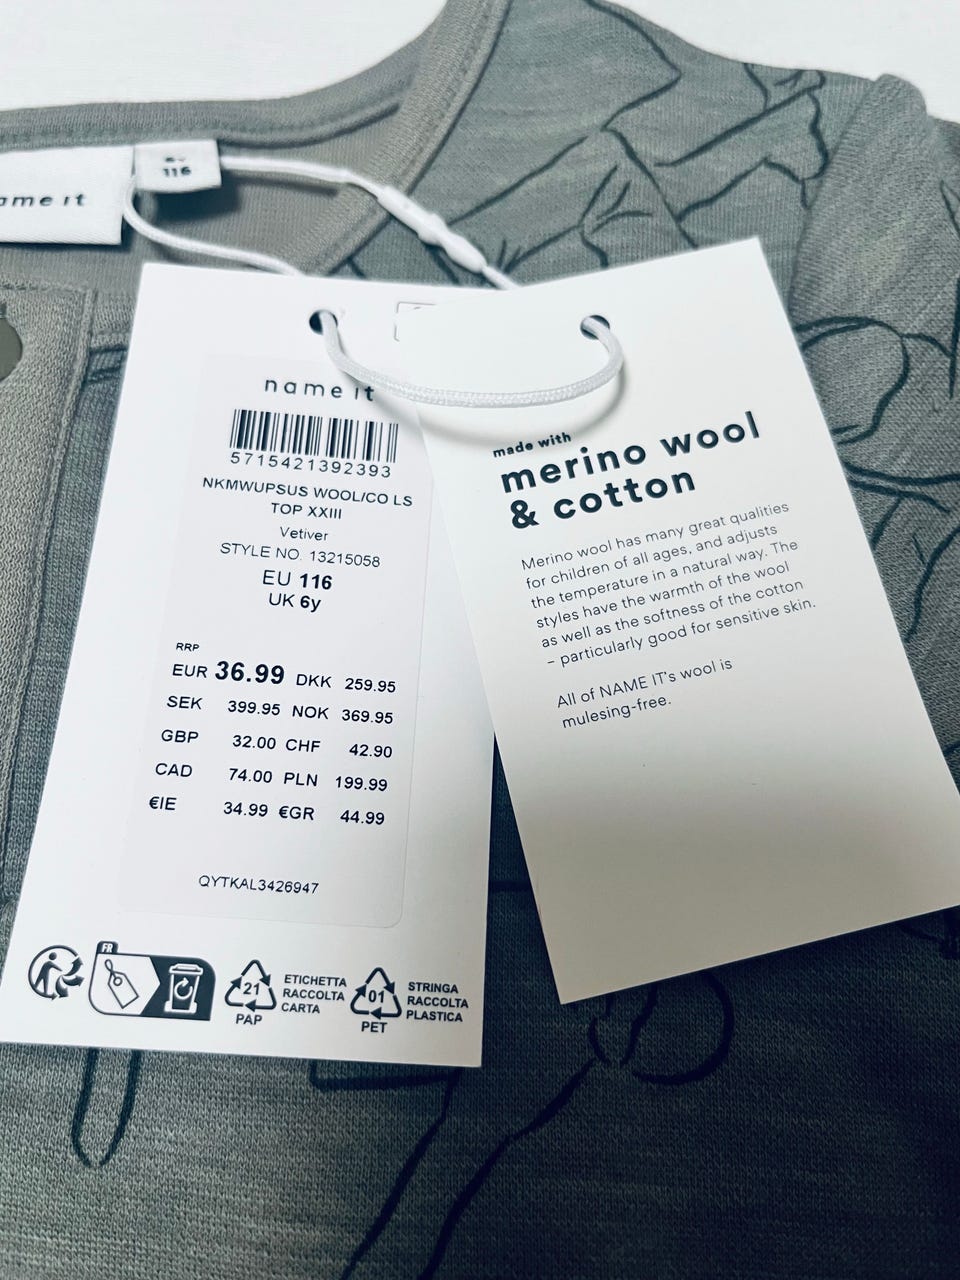 name it
116
name it
5715421392393
NKMWUPSUS WOOL/CO LS
TOP XXIII
Vetiver
STYLE NO. 13215058
EU 116
UK 6y
RRP
EUR 36.99 DKK 259.95
SEK 399.95 NOK 369.95
GBP 32.00 CHF 42.90
CAD 74.00 PLN 199.99
€IE 34.99 €GR 44.99
QYTKAL3426947
FR
21
PAP
ETICHETTA
RACCOLTA
CARTA
01
PET
STRINGA
RACCOLTA
PLASTICA
made with
merino wool
& cotton
Merino wool has many great qualities
for children of all ages, and adjusts
the temperature in a natural way. The
styles have the warmth of the wool
as well as the softness of the cotton
– particularly good for sensitive skin.
All of NAME IT's wool is
mulesing-free.